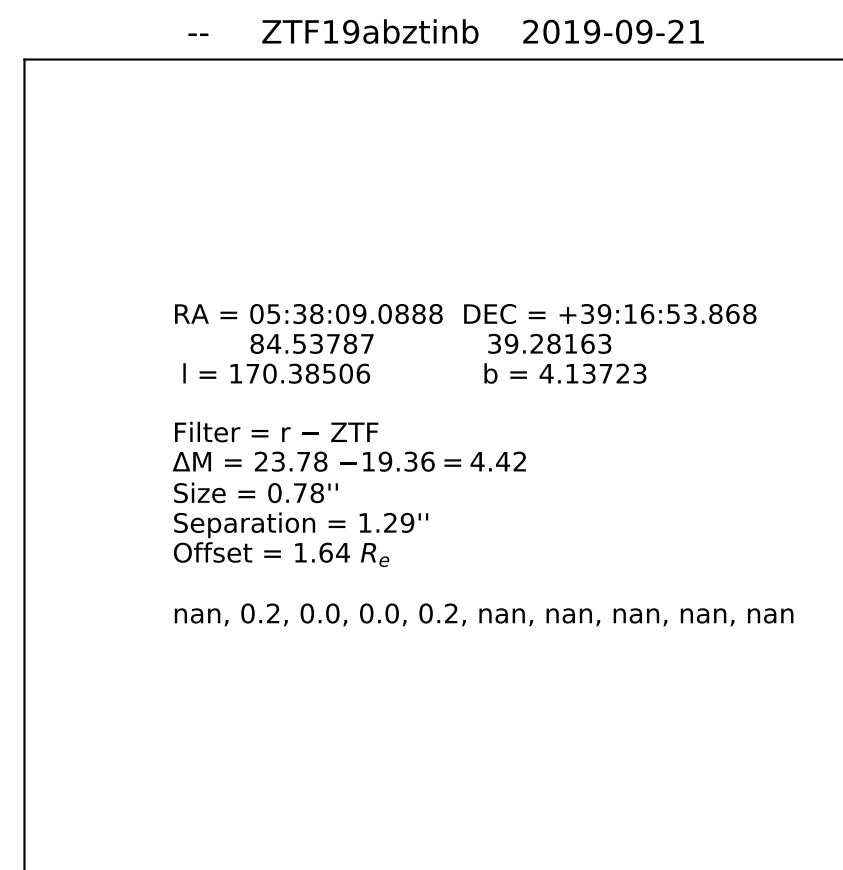 -- ZTF19abztinb 2019-09-21
RA = 05:38:09.0888 DEC = +39:16:53.868
84.53787 39.28163
l = 170.38506 b = 4.13723
Filter = r − ZTF
ΔM = 23.78 −19.36 = 4.42
Size = 0.78''
Separation = 1.29''
Offset = 1.64 Rₑ
nan, 0.2, 0.0, 0.0, 0.2, nan, nan, nan, nan, nan